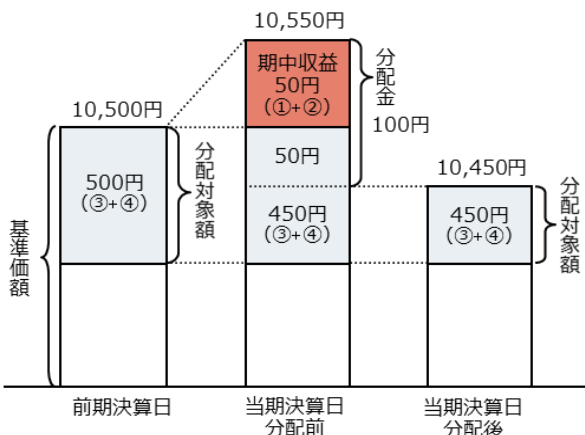 10,550円
期中収益
50円
(①+②)
分配金
100円
10,500円
500円
(③+④)
分配対象額
50円
450円
(③+④)
10,450円
450円
(③+④)
分配対象額
基準価額
前期決算日
当期決算日
分配前
当期決算日
分配後